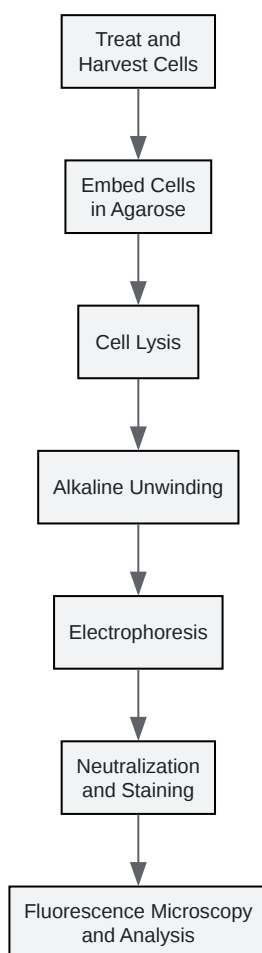 Treat and
Harvest Cells
Embed Cells
in Agarose
Cell Lysis
Alkaline Unwinding
Electrophoresis
Neutralization
and Staining
Fluorescence Microscopy
and Analysis